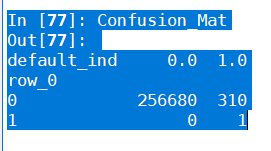 In [77]: Confusion_Mat
Out[77]:
default_ind 0.0 1.0
row_0
0 256680 310
1 0 1